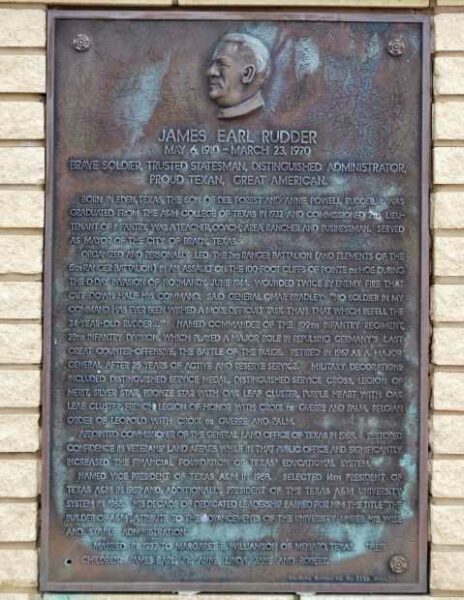 JAMES EARL RUDDER
MAY 6, 1910 - MARCH 23, 1970
BRAVE SOLDIER, TRUSTED STATESMAN, DISTINGUISHED ADMINISTRATOR,
PROUD TEXAN, GREAT AMERICAN.
BORN IN EDEN, TEXAS, THE SON OF DEE FOREST AND ANNIE POWELL RUDDER. WAS
GRADUATED FROM THE A&M COLLEGE OF TEXAS IN 1932 AND COMMISSIONED 2ND LIEU-
TENANT OF INFANTRY. WAS A TEACHER, COACH, AREA RANCHER AND BUSINESSMAN. SERVED
AS MAYOR OF THE CITY OF BRADY, TEXAS.
ORGANIZED AND PERSONALLY LED THE 2ND RANGER BATTALION (AND ELEMENTS OF THE
5TH RANGER BATTALION) IN AN ASSAULT ON THE 100-FOOT CLIFFS OF POINTE DU HOE DURING
THE D-DAY INVASION OF NORMANDY, JUNE 1944. WOUNDED TWICE BY ENEMY FIRE THAT
CUT DOWN HALF HIS COMMAND. SAID GENERAL OMAR BRADLEY: "NO SOLDIER IN MY
COMMAND HAS EVER BEEN WISHED A MORE DIFFICULT TASK THAN THAT WHICH BEFELL THE
34-YEAR-OLD RUDDER..." NAMED COMMANDER OF THE 109TH INFANTRY REGIMENT,
28TH INFANTRY DIVISION, WHICH PLAYED A MAJOR ROLE IN REPULSING GERMANY'S LAST
GREAT COUNTER-OFFENSIVE, THE BATTLE OF THE BULGE. RETIRED IN 1967 AS A MAJOR
GENERAL AFTER 35 YEARS OF ACTIVE AND RESERVE SERVICE. MILITARY DECORATIONS
INCLUDED DISTINGUISHED SERVICE MEDAL, DISTINGUISHED SERVICE CROSS, LEGION OF
MERIT, SILVER STAR, BRONZE STAR WITH OAK LEAF CLUSTER, PURPLE HEART WITH OAK
LEAF CLUSTER, FRENCH LEGION OF HONOR WITH CROIX DE GUERRE AND PALM, BELGIAN
ORDER OF LEOPOLD WITH CROIX DE GUERRE AND PALM.
APPOINTED COMMISSIONER OF THE GENERAL LAND OFFICE OF TEXAS IN RESTORED
CONFIDENCE IN VETERANS' LAND AFFAIRS WHILE IN THAT PUBLIC OFFICE AND SIGNIFICANTLY
INCREASED THE FINANCIAL FOUNDATION OF TEXAS' EDUCATIONAL SYSTEM.
NAMED VICE PRESIDENT OF TEXAS A&M IN 1958. SELECTED 16TH PRESIDENT OF
TEXAS A&M IN 1959 AND ADDITIONALLY, PRESIDENT OF THE TEXAS A&M UNIVERSITY
SYSTEM IN 1965. HIS DECADE OF DEDICATED LEADERSHIP EARNED FOR HIM THE TITLE "THE
BUILDER OF A&M," TRIBUTE TO THE ADVANCEMENTS OF THE UNIVERSITY UNDER HIS WISE
AND STABLE ADMINISTRATION.
MARRIED IN 1937 TO MARGARET E. WILLIAMSON OF MENARD, TEXAS. THEIR
CHILDREN: JAMES EARL, JR., ANNE, LINDA, JANE AND ROBERT.